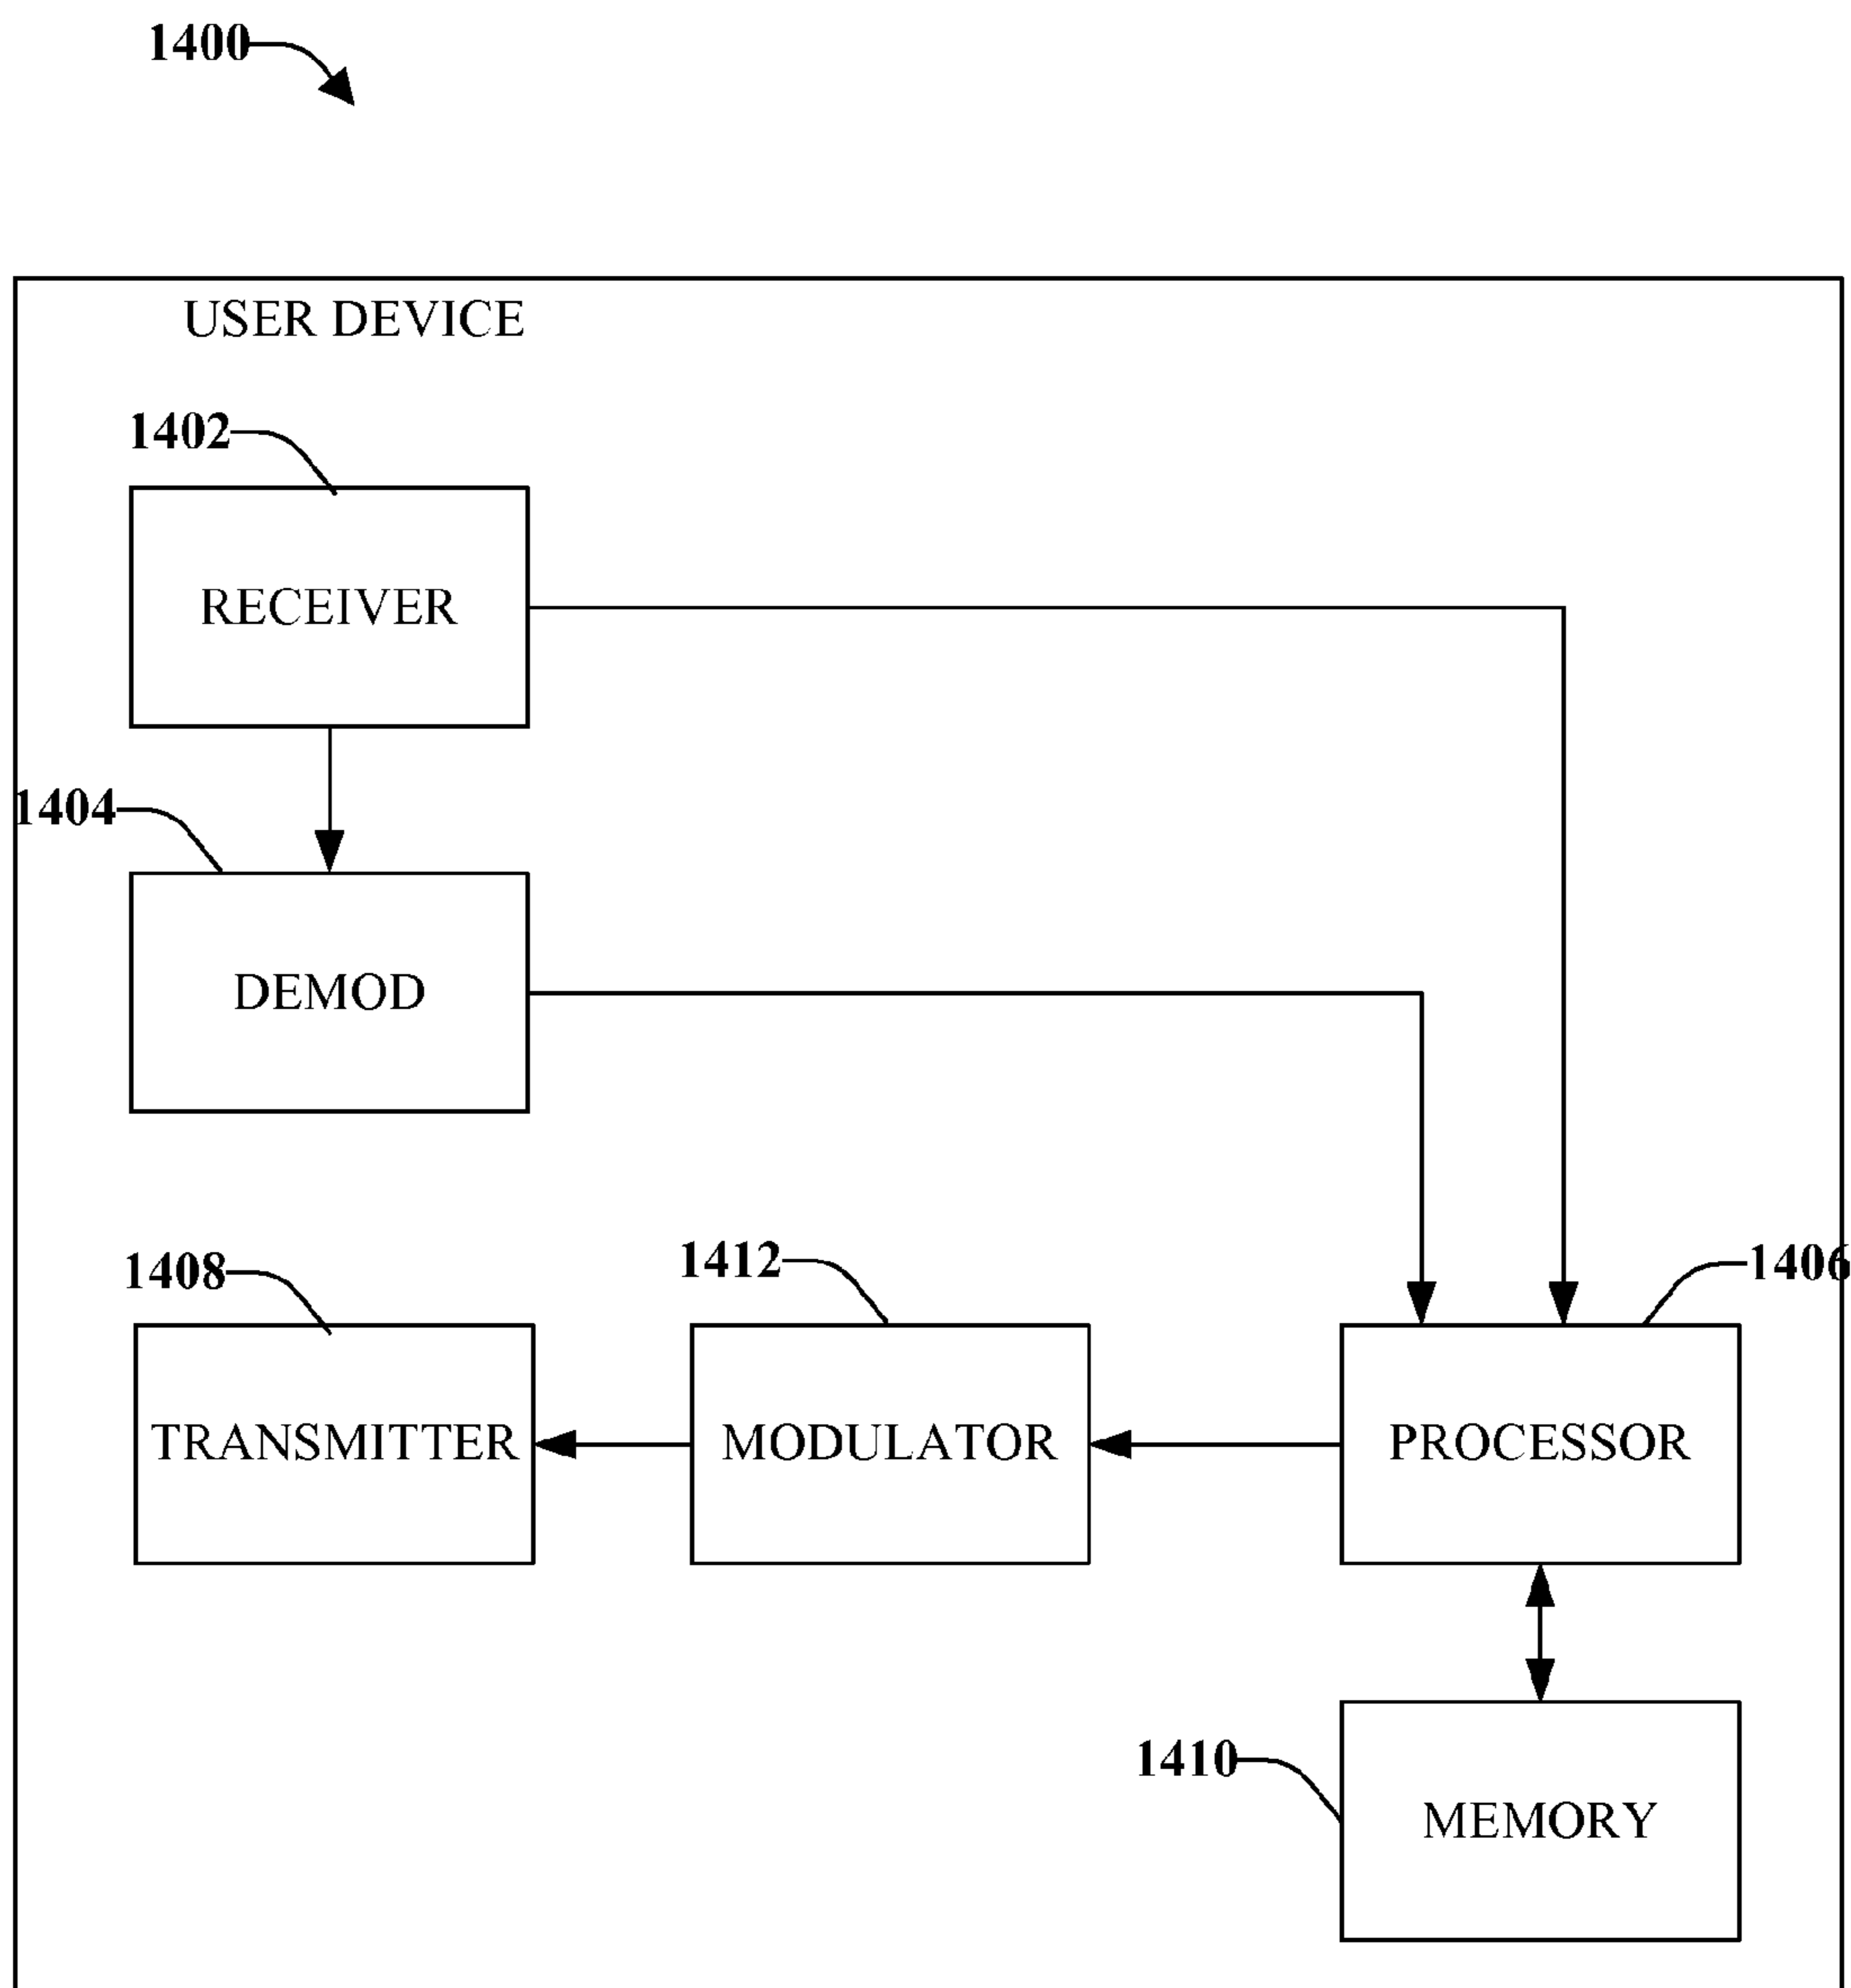 1400
USER DEVICE
1402
RECEIVER
1404
DEMOD
1408
1412
1406
TRANSMITTER
MODULATOR
PROCESSOR
1410
MEMORY